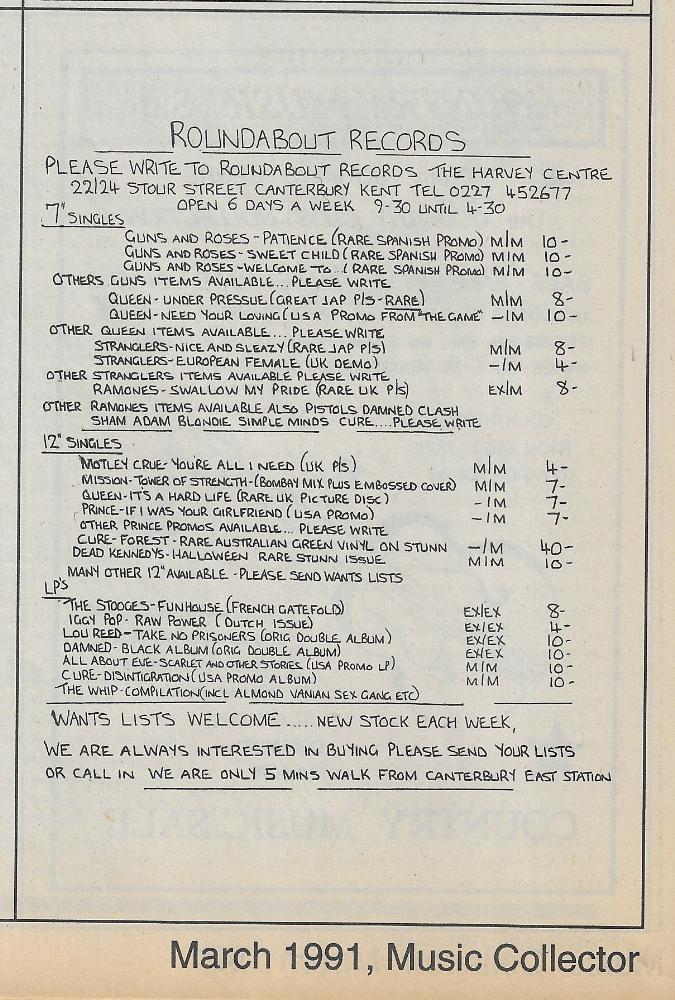 ROUNDABOUT RECORDS
PLEASE WRITE TO ROUNDABOUT RECORDS THE HARVEY CENTRE
22/24 STOUR STREET CANTERBURY KENT TEL 0227 452677
OPEN 6 DAYS A WEEK 9-30 UNTIL 4-30
7" SINGLES
GUNS AND ROSES - PATIENCE (RARE SPANISH PROMO) M/M 10-
GUNS AND ROSES - SWEET CHILD (RARE SPANISH PROMO) M/M 10-
GUNS AND ROSES - WELCOME TO... (RARE SPANISH PROMO) M/M 10-
OTHERS GUNS ITEMS AVAILABLE... PLEASE WRITE
QUEEN - UNDER PRESSUE (GREAT JAP P/S - RARE) M/M 8-
QUEEN - NEED YOUR LOVING (USA PROMO FROM "THE GAME" -/M 10-
OTHER QUEEN ITEMS AVAILABLE... PLEASE WRITE
STRANGLERS - NICE AND SLEAZY (RARE JAP P/S) M/M 8-
STRANGLERS - EUROPEAN FEMALE (UK DEMO) -/M 4-
OTHER STRANGLERS ITEMS AVAILABLE PLEASE WRITE
RAMONES - SWALLOW MY PRIDE (RARE UK P/S) EX/M 8-
OTHER RAMONES ITEMS AVAILABLE ALSO PISTOLS DAMNED CLASH
SHAM ADAM BLONDIE SIMPLE MINDS CURE.... PLEASE WRITE
12" SINGLES
MOTLEY CRUE - YOU'RE ALL I NEED (UK P/S) M/M 4-
MISSION - TOWER OF STRENGTH - (BOMBAY MIX PLUS EMBOSSED COVER) M/M 7-
QUEEN - IT'S A HARD LIFE (RARE UK PICTURE DISC) -/M 7-
PRINCE - IF I WAS YOUR GIRLFRIEND (USA PROMO) -/M 7-
OTHER PRINCE PROMOS AVAILABLE... PLEASE WRITE
CURE - FOREST - RARE AUSTRALIAN GREEN VINYL ON STUNN -/M 40-
DEAD KENNEDYS - HALLOWEEN RARE STUNN ISSUE M/M 10-
MANY OTHER 12" AVAILABLE - PLEASE SEND WANTS LISTS
LP'S
THE STOOGES - FUNHOUSE (FRENCH GATEFOLD) EX/EX 8-
IGGY POP - RAW POWER (DUTCH ISSUE) EX/EX 4-
LOU REED - TAKE NO PRISONERS (ORIG DOUBLE ALBUM) EX/EX 10-
DAMNED - BLACK ALBUM (ORIG DOUBLE ALBUM) EX/EX 10-
ALL ABOUT EVE - SCARLET AND OTHER STORIES (USA PROMO LP) M/M 10-
CURE - DISINTIGRATION (USA PROMO ALBUM) M/M 10-
THE WHIP - COMPILATION (INCL ALMOND VANIAN SEX GANG ETC)
WANTS LISTS WELCOME ..... NEW STOCK EACH WEEK,
WE ARE ALWAYS INTERESTED IN BUYING PLEASE SEND YOUR LISTS
OR CALL IN WE ARE ONLY 5 MINS WALK FROM CANTERBURY EAST STATION
March 1991, Music Collector